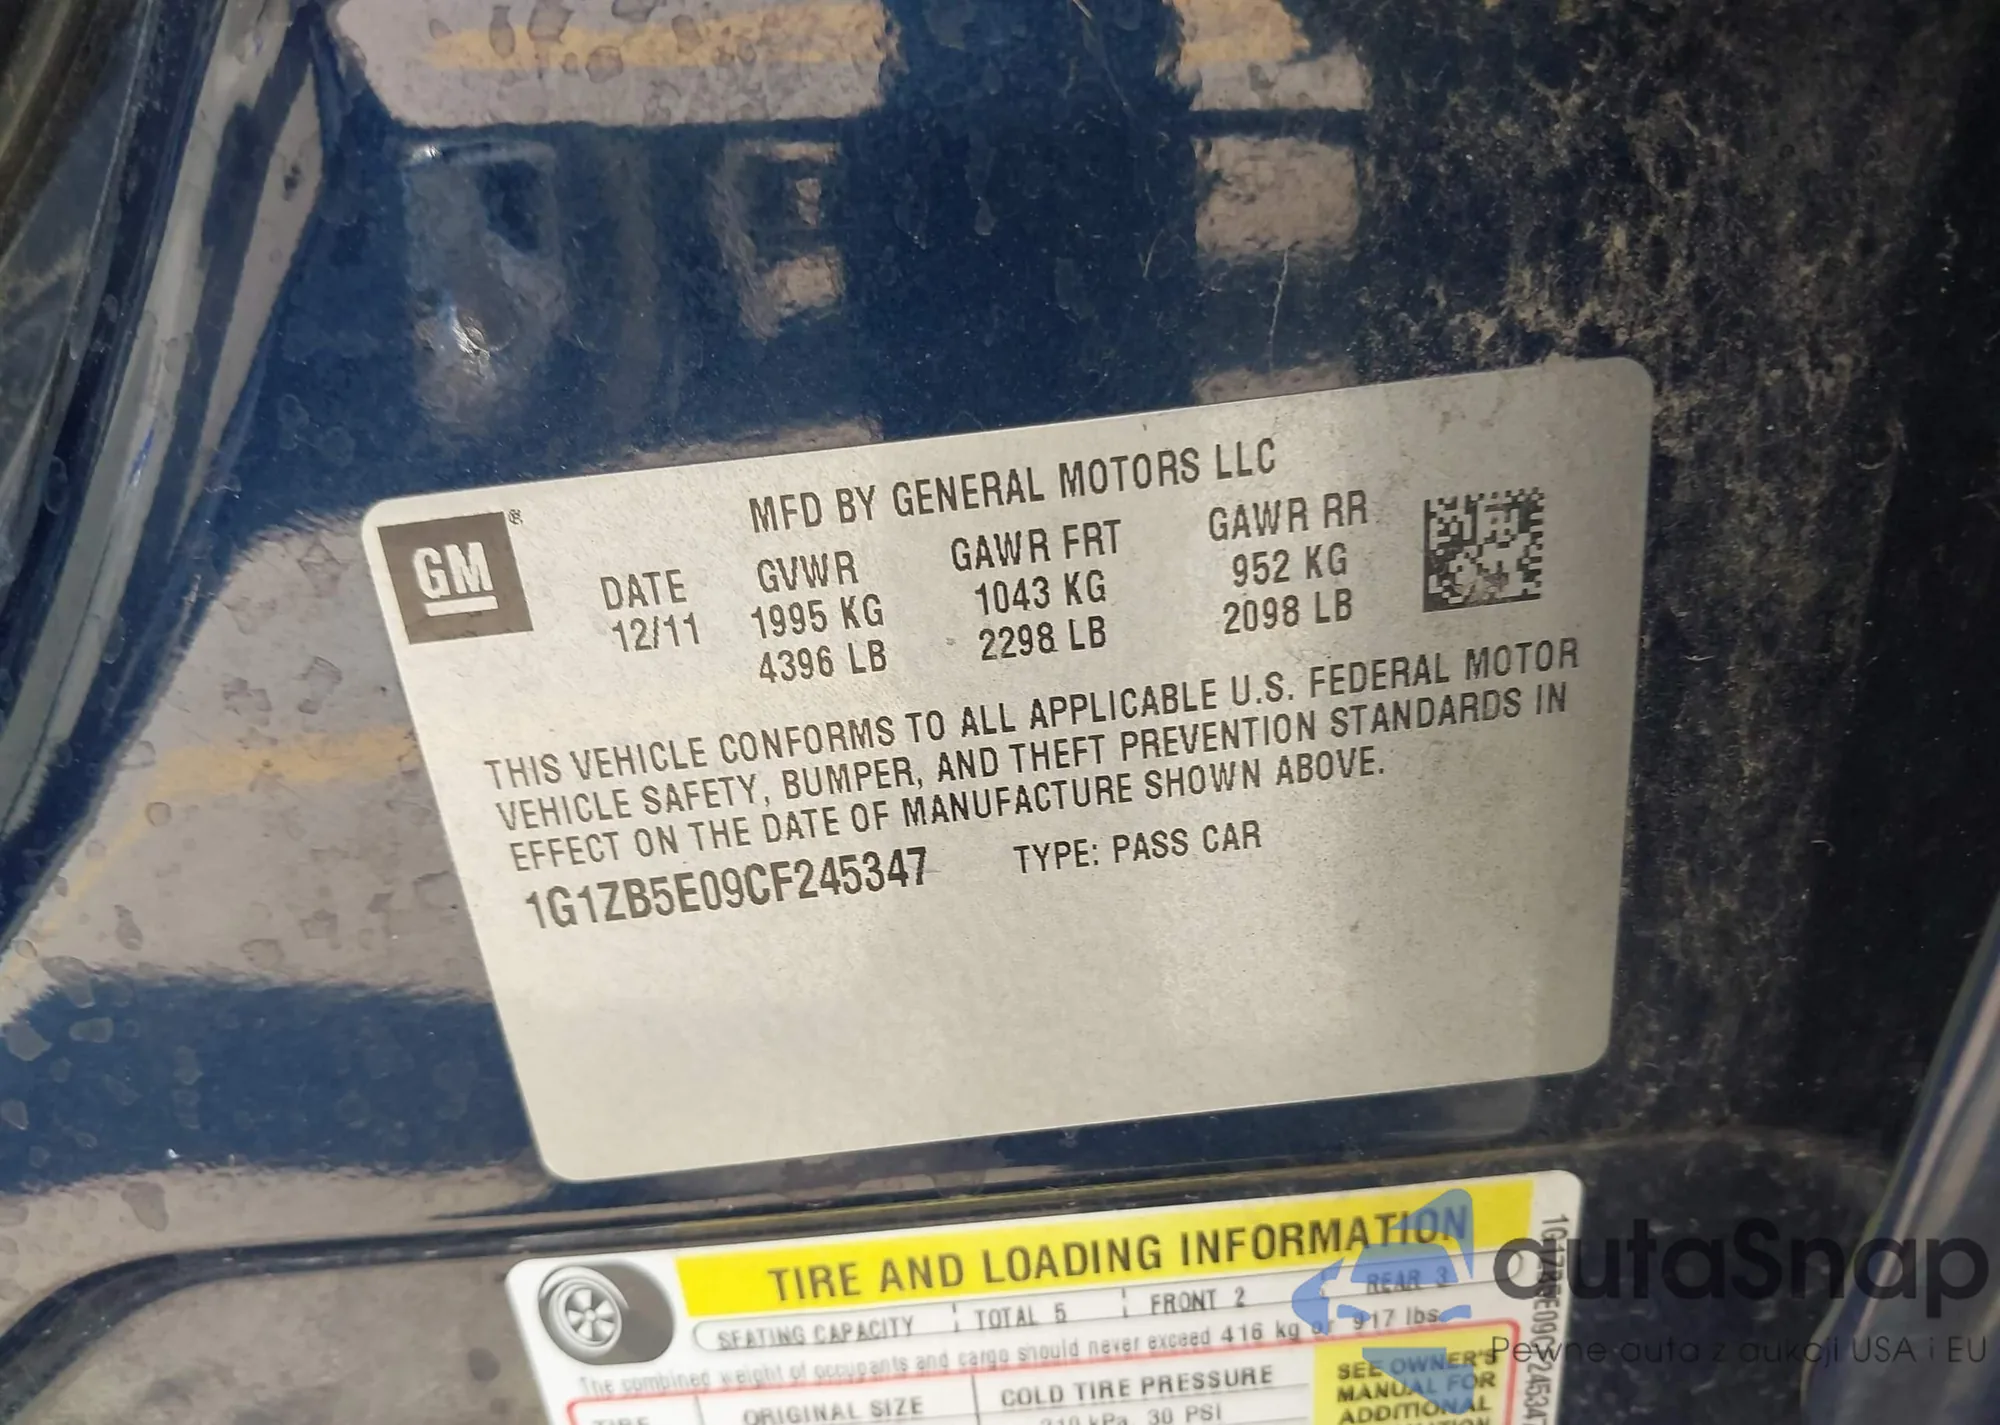 MFD BY GENERAL MOTORS LLC
GM®
DATE GVWR GAWR FRT GAWR RR
12/11 1995 KG 1043 KG 952 KG
4396 LB 2298 LB 2098 LB
THIS VEHICLE CONFORMS TO ALL APPLICABLE U.S. FEDERAL MOTOR
VEHICLE SAFETY, BUMPER, AND THEFT PREVENTION STANDARDS IN
EFFECT ON THE DATE OF MANUFACTURE SHOWN ABOVE.
1G1ZB5E09CF245347 TYPE: PASS CAR
TIRE AND LOADING INFORMATION
SEATING CAPACITY TOTAL 5 FRONT 2 REAR 3
The combined weight of occupants and cargo should never exceed 416 kg or 917 lbs.
TIRE ORIGINAL SIZE COLD TIRE PRESSURE
30 PSI
SEE OWNER'S
MANUAL FOR
ADDITIONAL
autaSnap
Pewne auta z aukcji USA i EU